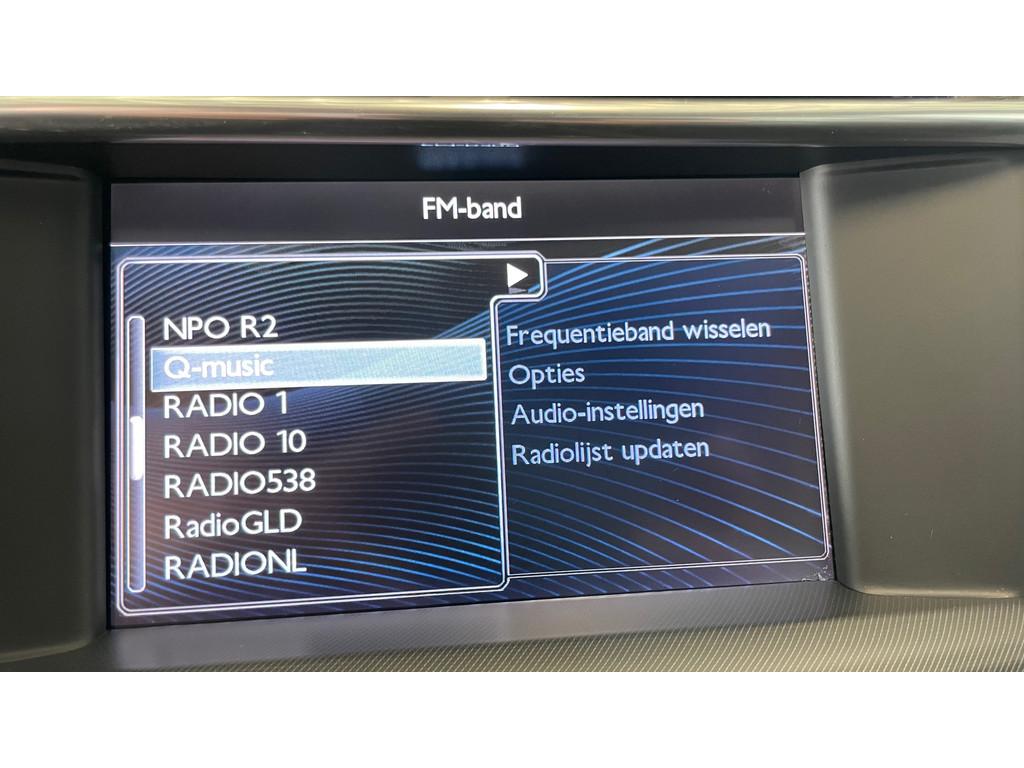 FM-band
NPO R2
Q-music
RADIO 1
RADIO 10
RADIO538
RadioGLD
RADIONL
Frequentieband wisselen
Opties
Audio-instellingen
Radiolijst updaten